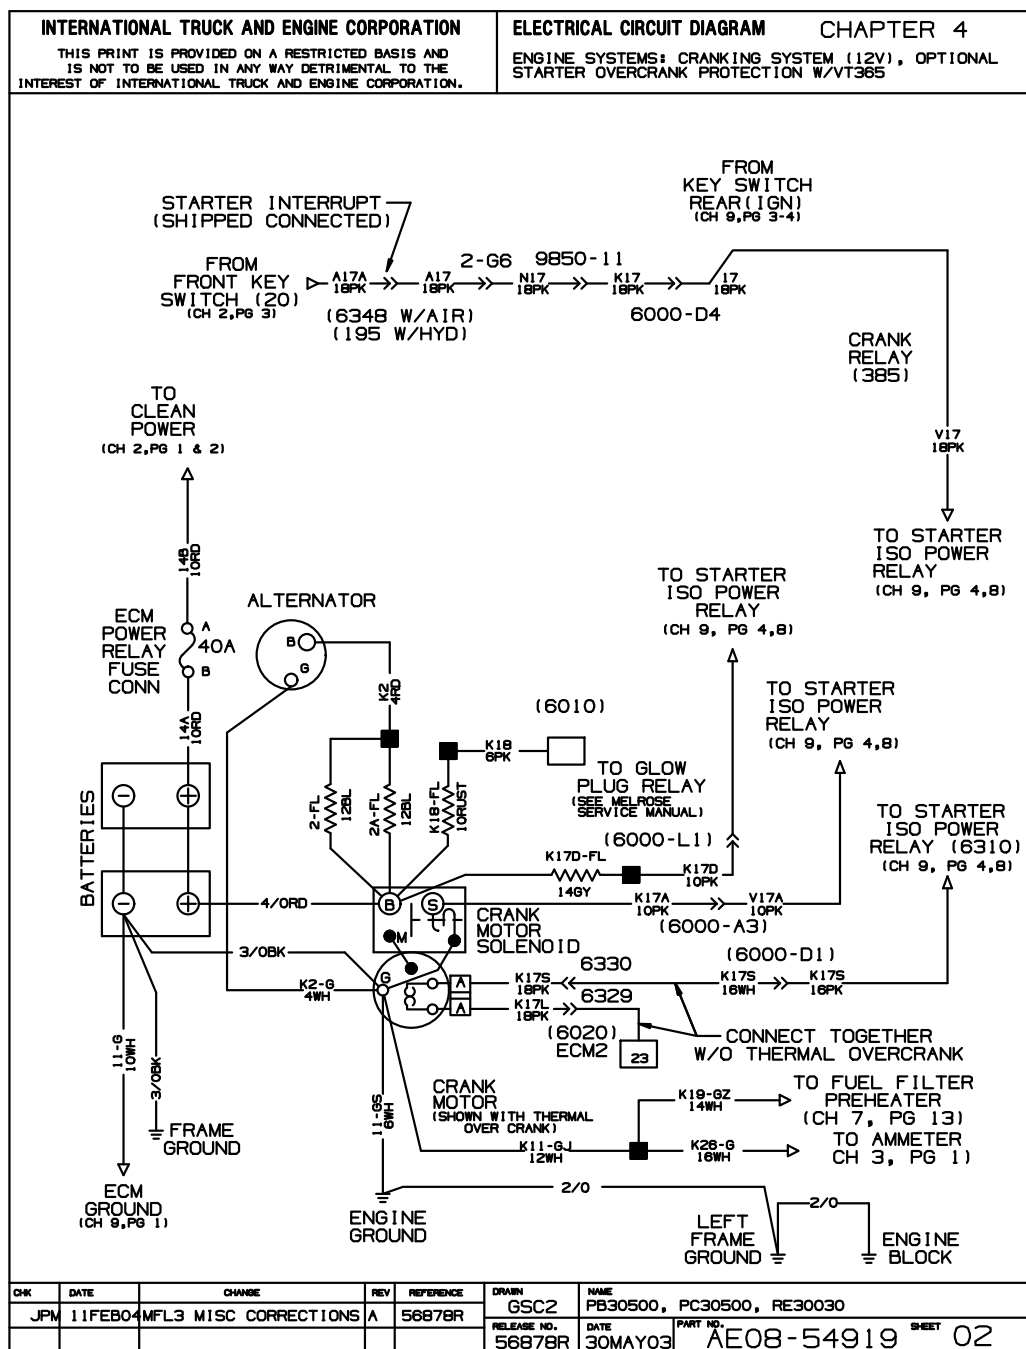 INTERNATIONAL TRUCK AND ENGINE CORPORATION
THIS PRINT IS PROVIDED ON A RESTRICTED BASIS AND
IS NOT TO BE USED IN ANY WAY DETRIMENTAL TO THE
INTEREST OF INTERNATIONAL TRUCK AND ENGINE CORPORATION.
ELECTRICAL CIRCUIT DIAGRAM CHAPTER 4
ENGINE SYSTEMS: CRANKING SYSTEM (12V), OPTIONAL
STARTER OVERCRANK PROTECTION W/VT365
FROM
KEY SWITCH
REAR(IGN)
(CH 9,PG 3-4)
STARTER INTERRUPT
(SHIPPED CONNECTED)
FROM
FRONT KEY
SWITCH (20)
(CH 2,PG 3)
A17A
18PK
A17
18PK
2-G6
N17
18PK
9850-11
K17
18PK
17
18PK
(6348 W/AIR)
(195 W/HYD)
6000-D4
CRANK
RELAY
(385)
V17
18PK
TO STARTER
ISO POWER
RELAY
(CH 9, PG 4,8)
TO
CLEAN
POWER
(CH 2,PG 1 & 2)
14B
10RD
ECM
POWER
RELAY
FUSE
CONN
A
40A
B
14A
10RD
ALTERNATOR
B
G
K2
4RD
TO STARTER
ISO POWER
RELAY
(CH 9, PG 4,8)
TO STARTER
ISO POWER
RELAY
(CH 9, PG 4,8)
(6010)
K18
6PK
2-FL
12BL
2A-FL
12BL
K18-FL
10RUST
TO GLOW
PLUG RELAY
(SEE MELROSE
SERVICE MANUAL)
TO STARTER
ISO POWER
RELAY (6310)
(CH 9, PG 4,8)
BATTERIES
(6000-L1)
K17D-FL
14GY
K17D
10PK
4/0RD
B
S
M
CRANK
MOTOR
SOLENOID
K17A
10PK
V17A
10PK
(6000-A3)
(6000-D1)
3/0BK
K2-G
4WH
G
A
K17S
18PK
6330
K17S
16WH
K17S
16PK
A
K17L
18PK
6329
(6020)
ECM2
23
CONNECT TOGETHER
W/O THERMAL OVERCRANK
11-G
10WH
3/0BK
FRAME
GROUND
11-GS
6WH
CRANK
MOTOR
(SHOWN WITH THERMAL
OVER CRANK)
K11-GJ
12WH
K19-GZ
14WH
TO FUEL FILTER
PREHEATER
(CH 7, PG 13)
K26-G
16WH
TO AMMETER
CH 3, PG 1)
ECM
GROUND
(CH 9,PG 1)
ENGINE
GROUND
2/0
LEFT
FRAME
GROUND
2/0
ENGINE
BLOCK
CHK DATE CHANGE REV REFERENCE
JPM 11FEB04 MFL3 MISC CORRECTIONS A 56878R
DRAWN
GSC2
NAME
PB30500, PC30500, RE30030
RELEASE NO.
56878R
DATE
30MAY03
PART NO.
AE08-54919
SHEET 02